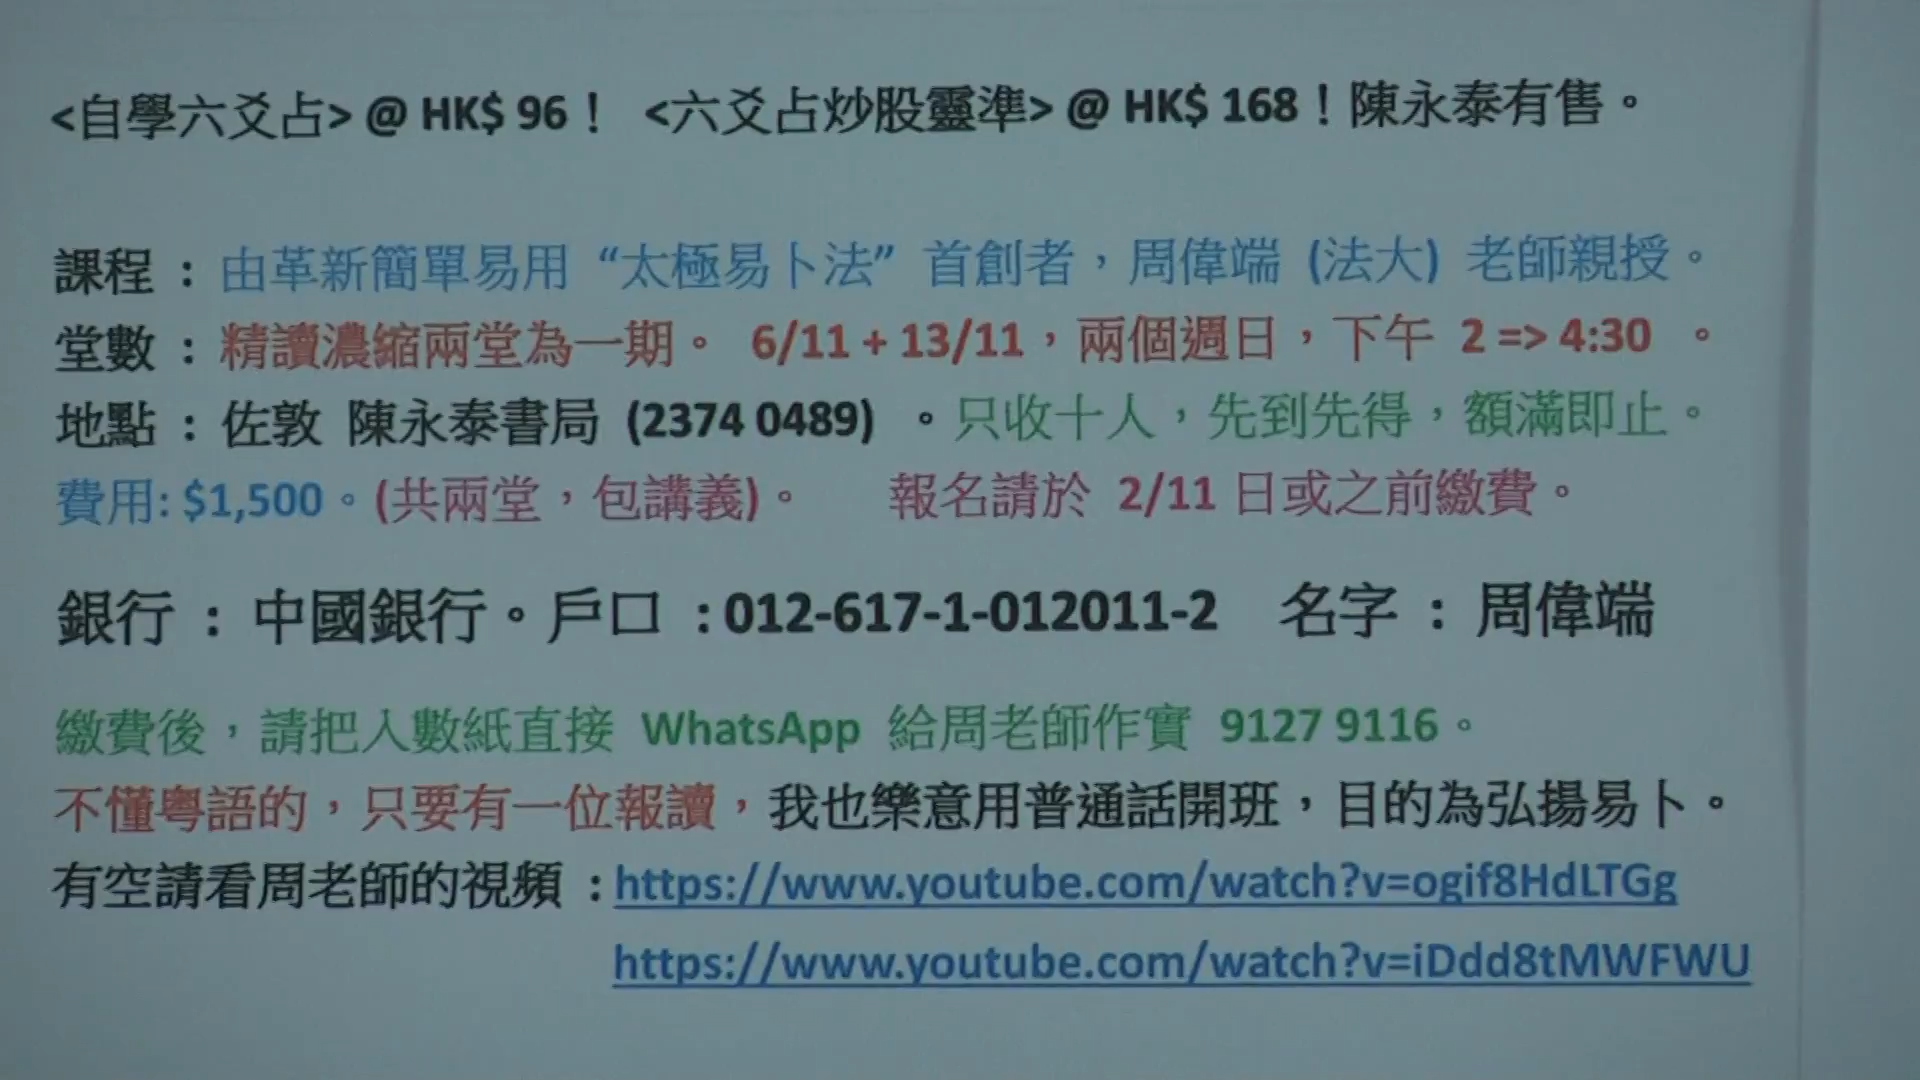 <自學六爻占> @ HK$ 96！ <六爻占炒股靈準> @ HK$ 168！陳永泰有售。
課程：由革新簡單易用 “太極易卜法” 首創者，周偉端 (法大) 老師親授。
堂數：精讀濃縮兩堂為一期。 6/11 + 13/11，兩個週日，下午 2 => 4:30 。
地點：佐敦 陳永泰書局 (2374 0489) 。只收十人，先到先得，額滿即止。
費用: $1,500。(共兩堂，包講義)。 報名請於 2/11 日或之前繳費。
銀行：中國銀行。戶口：012-617-1-012011-2 名字：周偉端
繳費後，請把入數紙直接 WhatsApp 給周老師作實 9127 9116。
不懂粵語的，只要有一位報讀，我也樂意用普通話開班，目的為弘揚易卜。
有空請看周老師的視頻：https://www.youtube.com/watch?v=ogif8HdLTGg
https://www.youtube.com/watch?v=iDdd8tMWFWU